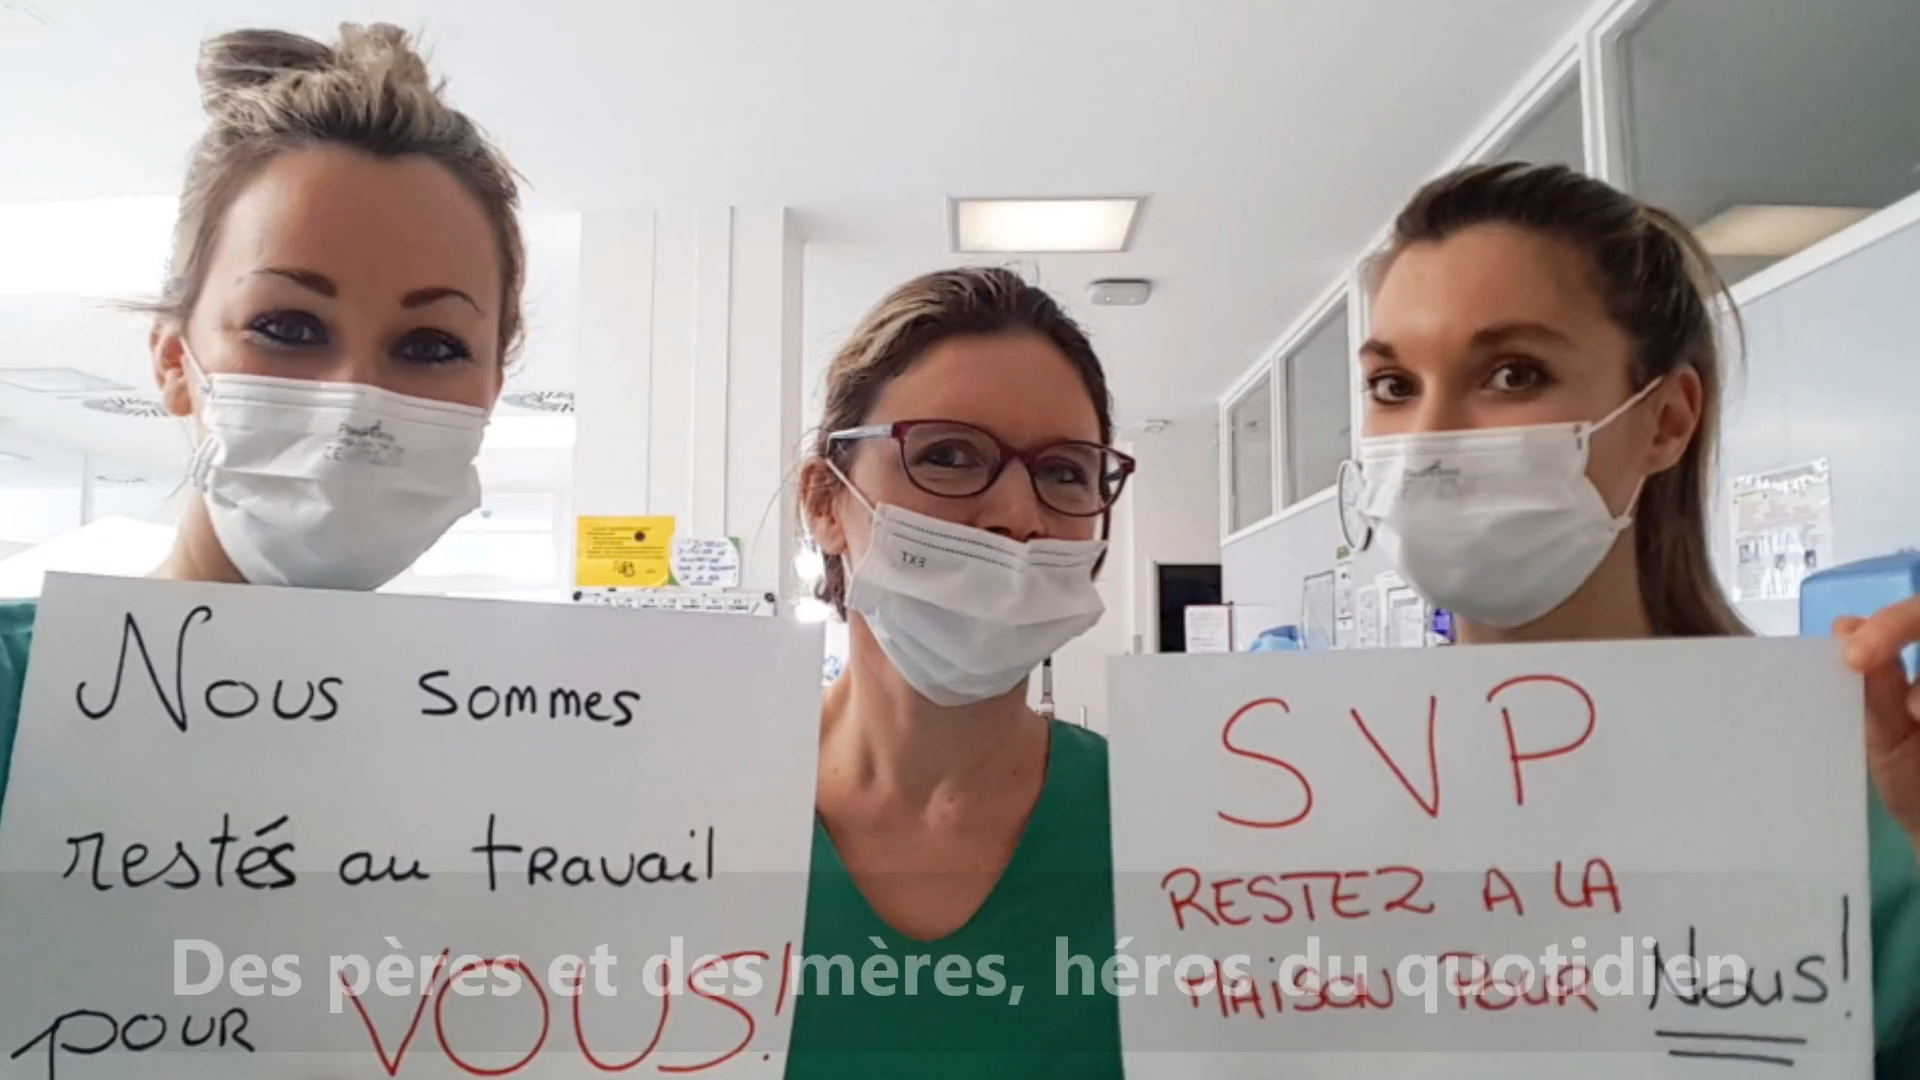 Nous sommes
restés au travail
pour VOUS!
SVP
RESTEZ A LA
MAISON POUR Nous!
Des pères et des mères, héros du quotidien
EXT